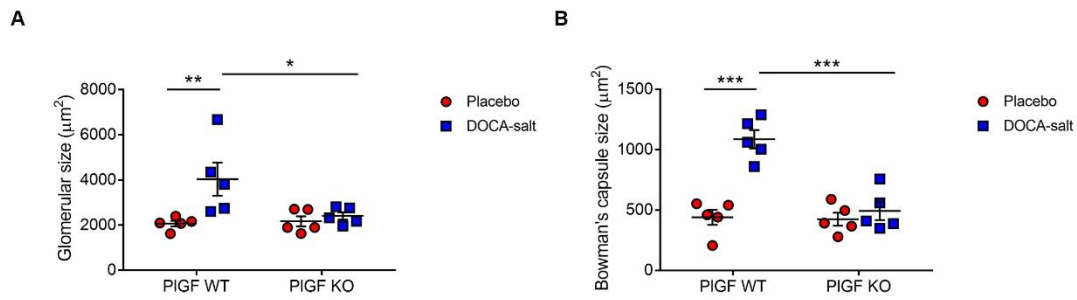 A
B
**
*
Glomerular size (μm²)
8000
6000
4000
2000
0
PlGF WT
PlGF KO
Placebo
DOCA-salt
***
***
Bowman's capsule size (μm²)
1500
1000
500
0
PlGF WT
PlGF KO
Placebo
DOCA-salt